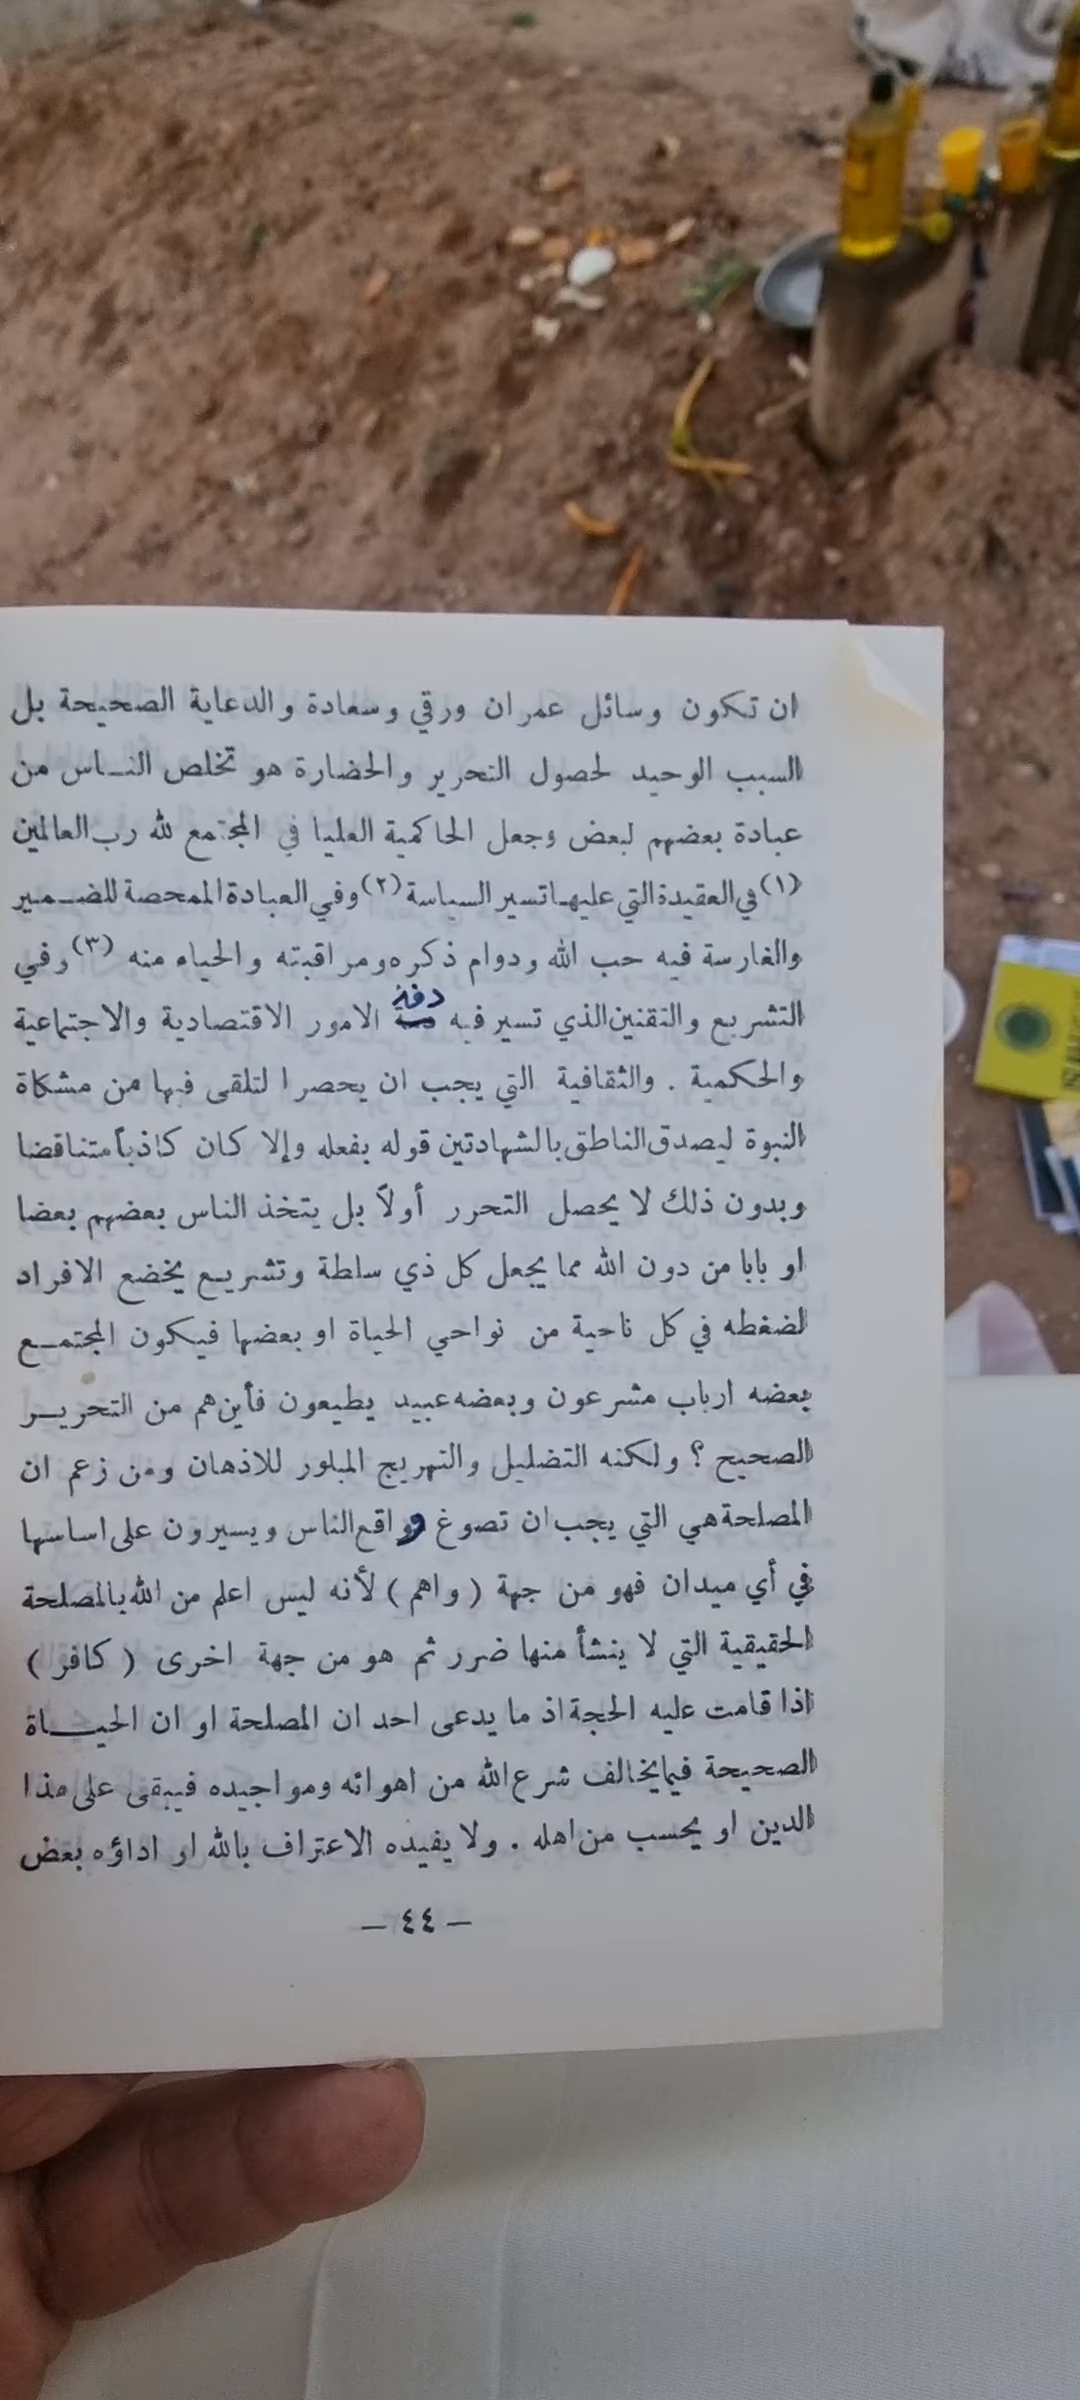 ان تكون وسائل عمران ورقي وسعادة والدعاية الصحيحة بل
السبب الوحيد لحصول التحرير والحضارة هو تخلص النـاس من
عبادة بعضهم لبعض وجعل الحاكمية العليا في المجتمع لله رب العالمين
(١) في العقيدة التي عليهـا تسير السياسة (٢) وفي العبادة الممحصة للضـمير
والغارسة فيه حب الله ودوام ذكره ومراقبته والحياء منه (٣) وفي
التشريع والتقنين الذي تسير فيه دفة الامور الاقتصادية والاجتماعية
والحكمية . والثقافية التي يجب ان يحصرا لتلقى فيها من مشكاة
النبوة ليصدق الناطق بالشهادتين قوله بفعله وإلا كان كاذباً متناقضا
وبدون ذلك لا يحصل التحرر أولاً بل يتخذ الناس بعضهم بعضا
او بابا من دون الله مما يجعل كل ذي سلطة وتشريـع يخضع الافراد
لضغطه في كل ناحية من نواحي الحياة او بعضها فيكون المجتمـع
بعضه ارباب مشرعون وبعضه عبيد يطيعون فأين هم من التحريـر
الصحيح ؟ ولكنه التضليل والتهريج المبلور للاذهان ومن زعم ان
المصلحة هي التي يجب ان تصوغ واقع الناس ويسيرون على اساسها
في أي ميدان فهو من جهة ( واهم ) لأنه ليس اعلم من الله بالمصلحة
الحقيقية التي لا ينشأ منها ضرر ثم هو من جهة اخرى ( كافر )
اذا قامت عليه الحجة اذ ما يدعى احد ان المصلحة او ان الحيـاة
الصحيحة فيما يخالف شرع الله من اهوائه ومواجيده فيبقى على هذا
الدين او يحسب من اهله . ولا يفيده الاعتراف بالله او اداؤه بعض
— ٤٤ —